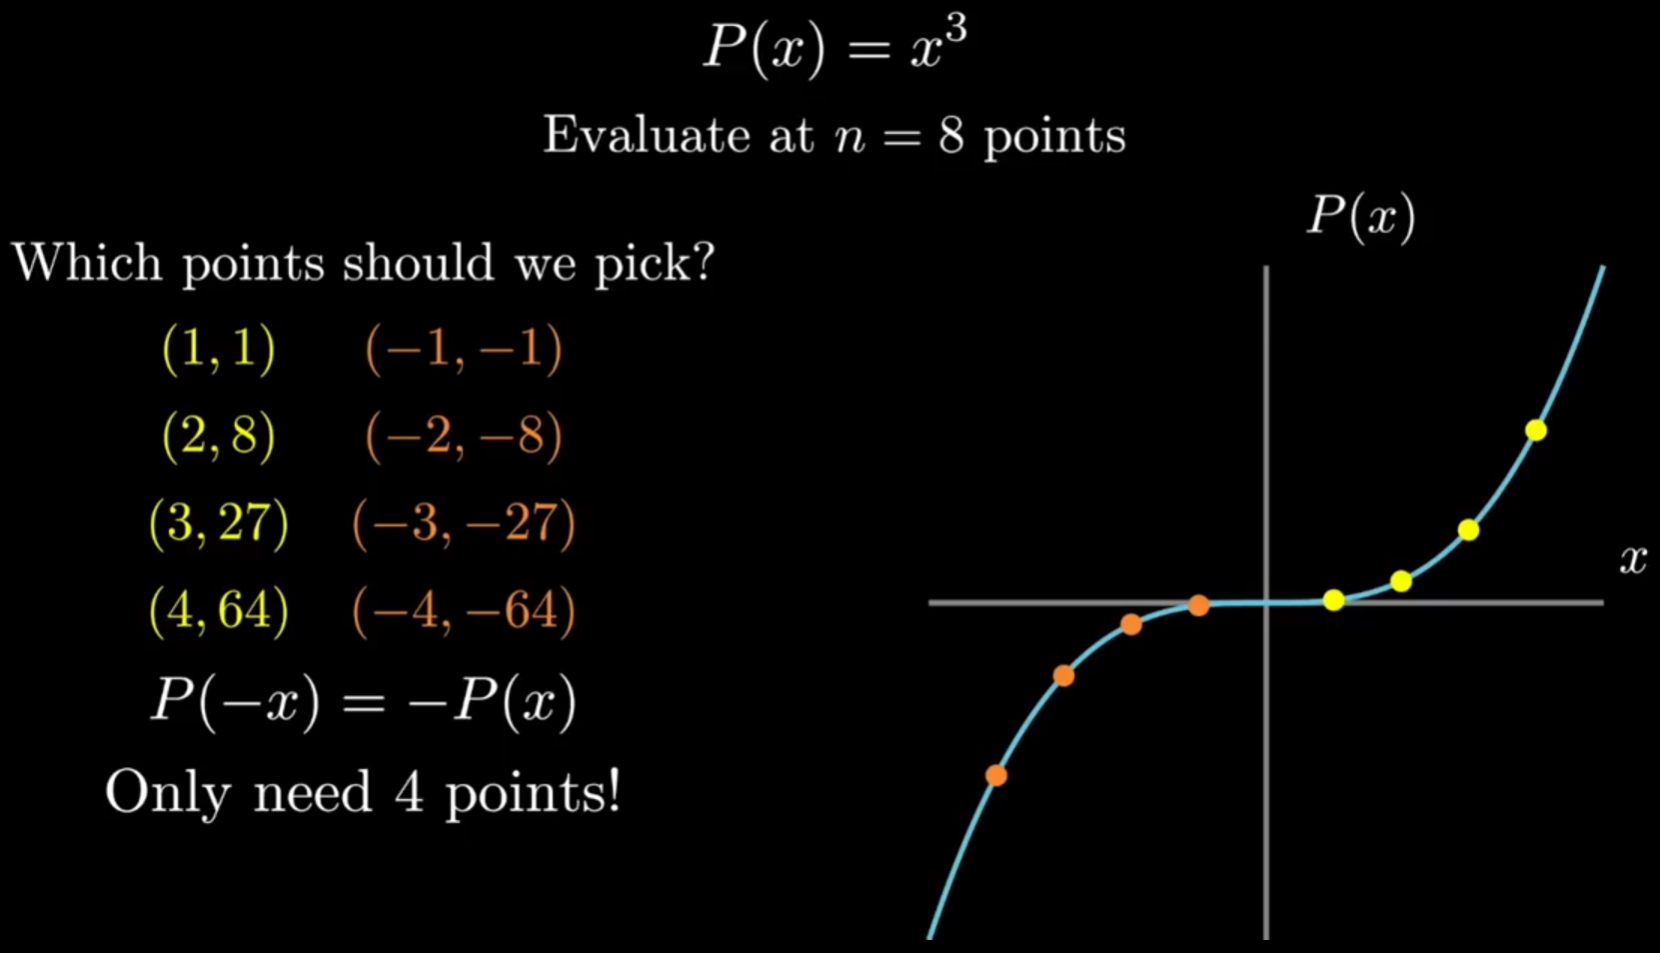 P(x) = x³
Evaluate at n = 8 points
Which points should we pick?
(1, 1) (−1, −1)
(2, 8) (−2, −8)
(3, 27) (−3, −27)
(4, 64) (−4, −64)
P(−x) = −P(x)
Only need 4 points!
P(x)
x